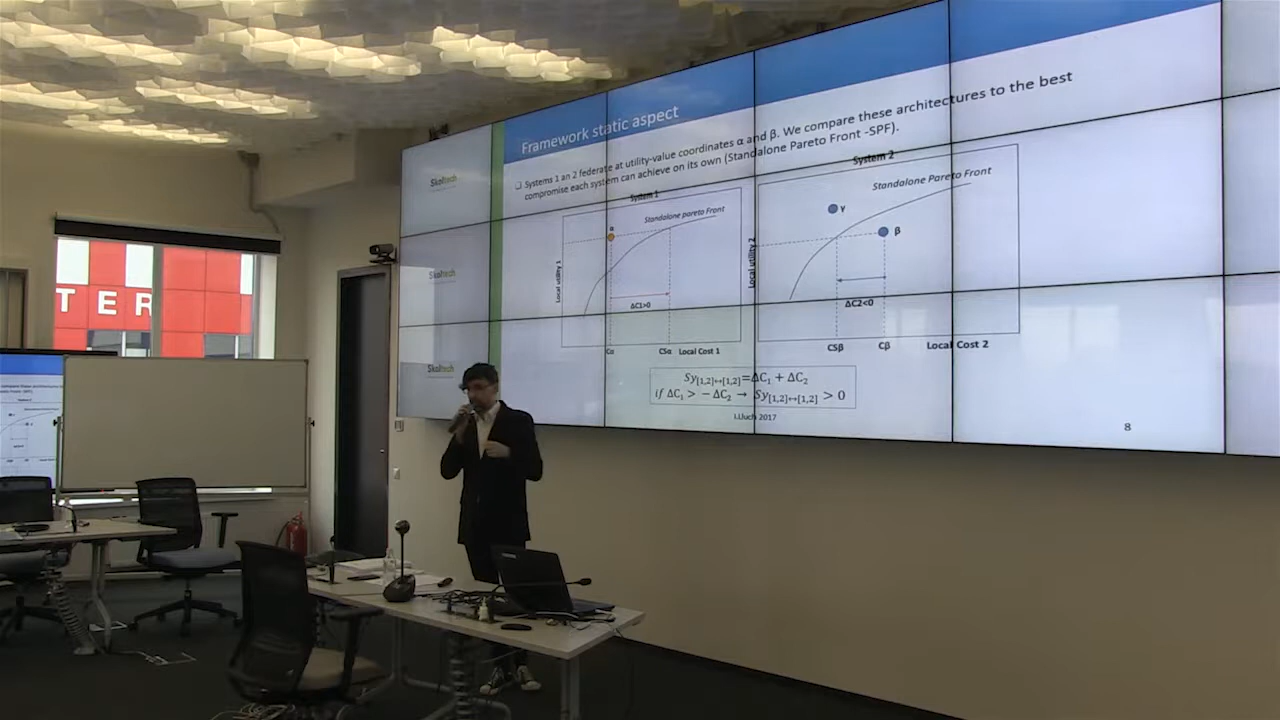 Framework static aspect
❑ Systems 1 an 2 federate at utility-value coordinates α and β. We compare these architectures to the best
compromise each system can achieve on its own (Standalone Pareto Front -SPF).
Skoltech
Skoltech
Skoltech
System 1
Standalone pareto Front
α
Local utility 1
ΔC1>0
Cα
CSα
Local Cost 1
System 2
Standalone Pareto Front
γ
β
Local utility 2
ΔC2<0
CSβ
Cβ
Local Cost 2
Sy[1,2]↔[1,2]=ΔC₁ + ΔC₂
if ΔC₁ > − ΔC₂ → Sy[1,2]↔[1,2] > 0
I.Lluch 2017
8
TER